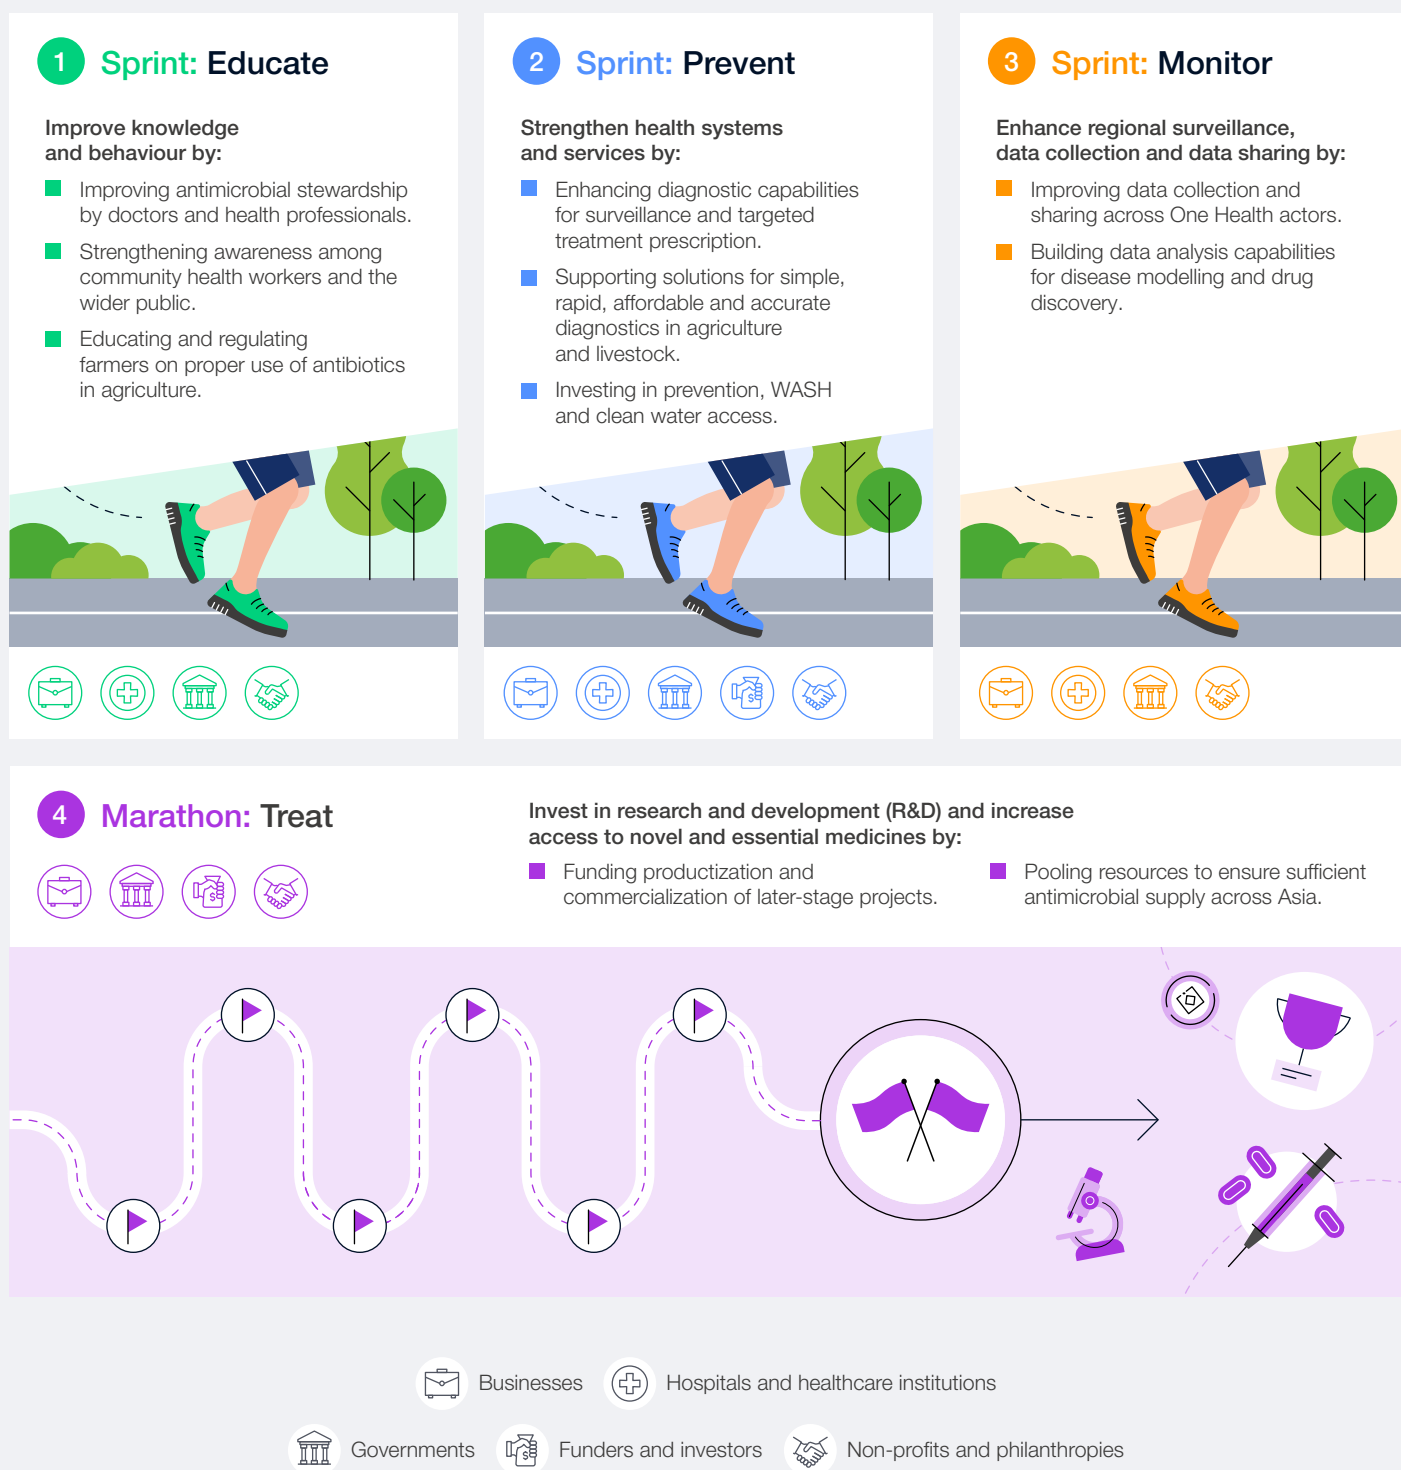 1 Sprint: Educate
Improve knowledge
and behaviour by:
Improving antimicrobial stewardship
by doctors and health professionals.
Strengthening awareness among
community health workers and the
wider public.
Educating and regulating
farmers on proper use of antibiotics
in agriculture.
2 Sprint: Prevent
Strengthen health systems
and services by:
Enhancing diagnostic capabilities
for surveillance and targeted
treatment prescription.
Supporting solutions for simple,
rapid, affordable and accurate
diagnostics in agriculture
and livestock.
Investing in prevention, WASH
and clean water access.
3 Sprint: Monitor
Enhance regional surveillance,
data collection and data sharing by:
Improving data collection and
sharing across One Health actors.
Building data analysis capabilities
for disease modelling and drug
discovery.
4 Marathon: Treat
Invest in research and development (R&D) and increase
access to novel and essential medicines by:
Funding productization and
commercialization of later-stage projects.
Pooling resources to ensure sufficient
antimicrobial supply across Asia.
Businesses
Hospitals and healthcare institutions
Governments
Funders and investors
Non-profits and philanthropies